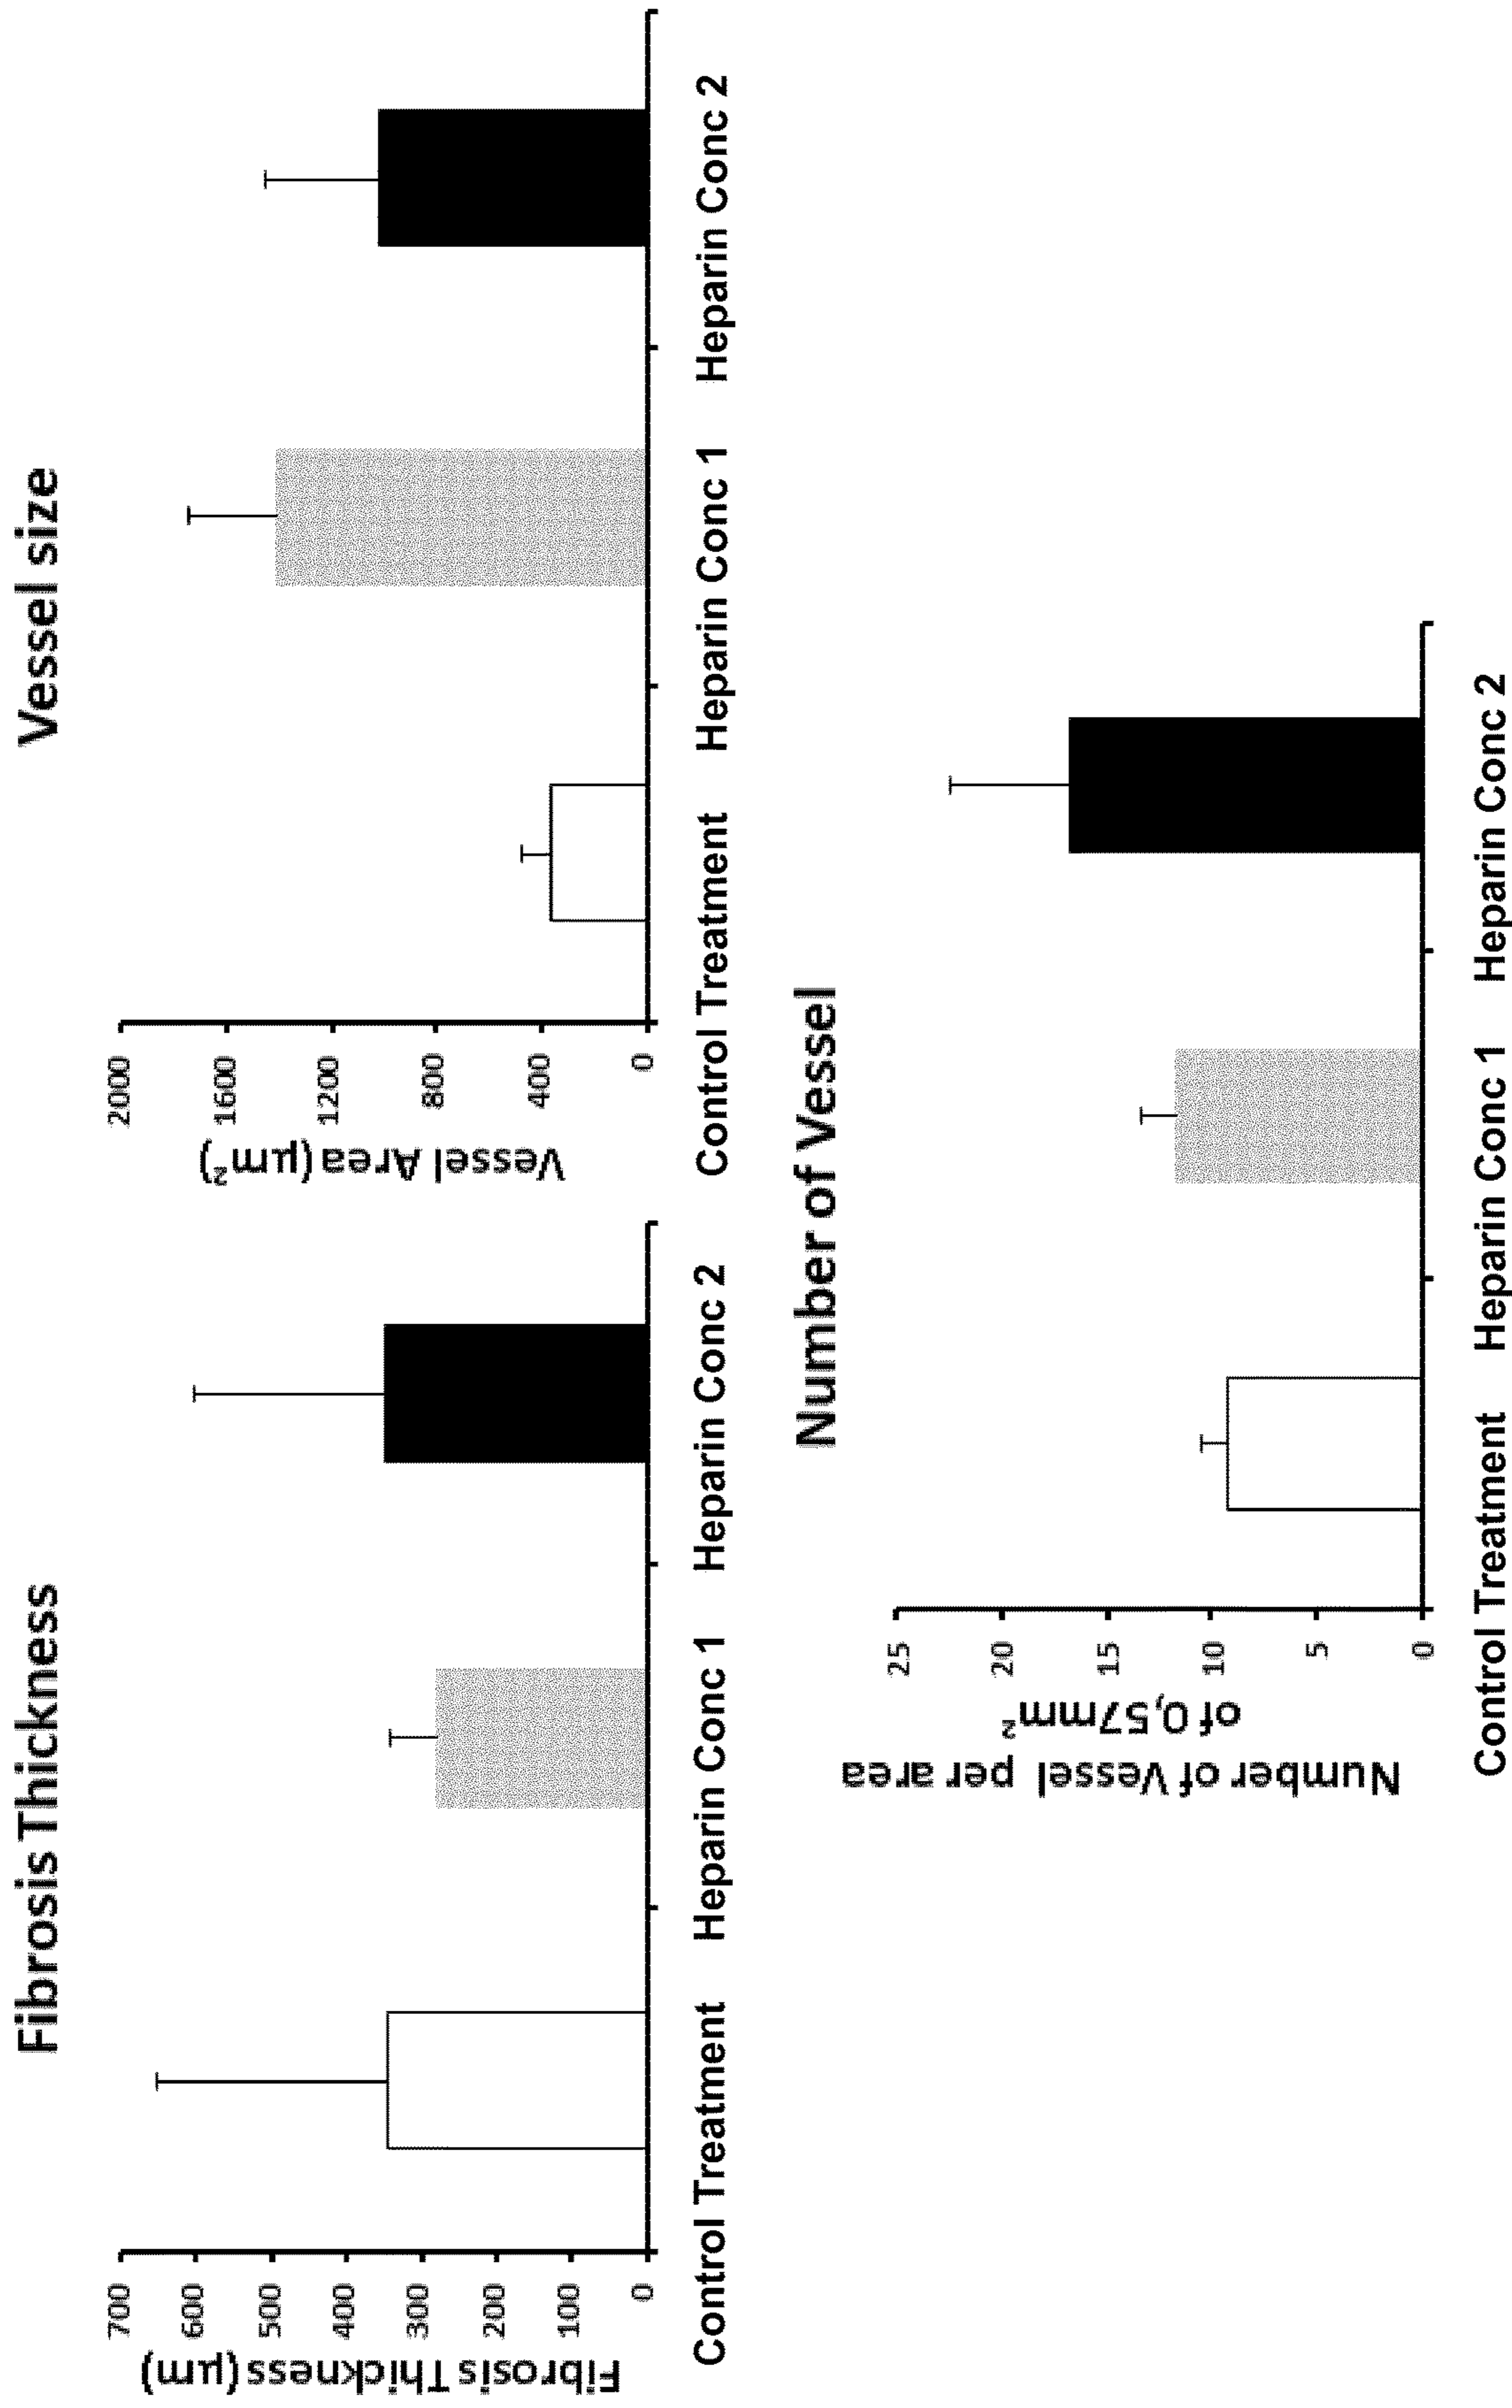 Fibrosis Thickness
Fibrosis Thickness (µm)
700
600
500
400
300
200
100
0
Control Treatment Heparin Conc 1 Heparin Conc 2
Vessel size
Vessel Area (µm²)
2000
1600
1200
800
400
0
Control Treatment Heparin Conc 1 Heparin Conc 2
Number of Vessel
Number of Vessel per area
of 0,57mm²
25
20
15
10
5
0
Control Treatment Heparin Conc 1 Heparin Conc 2